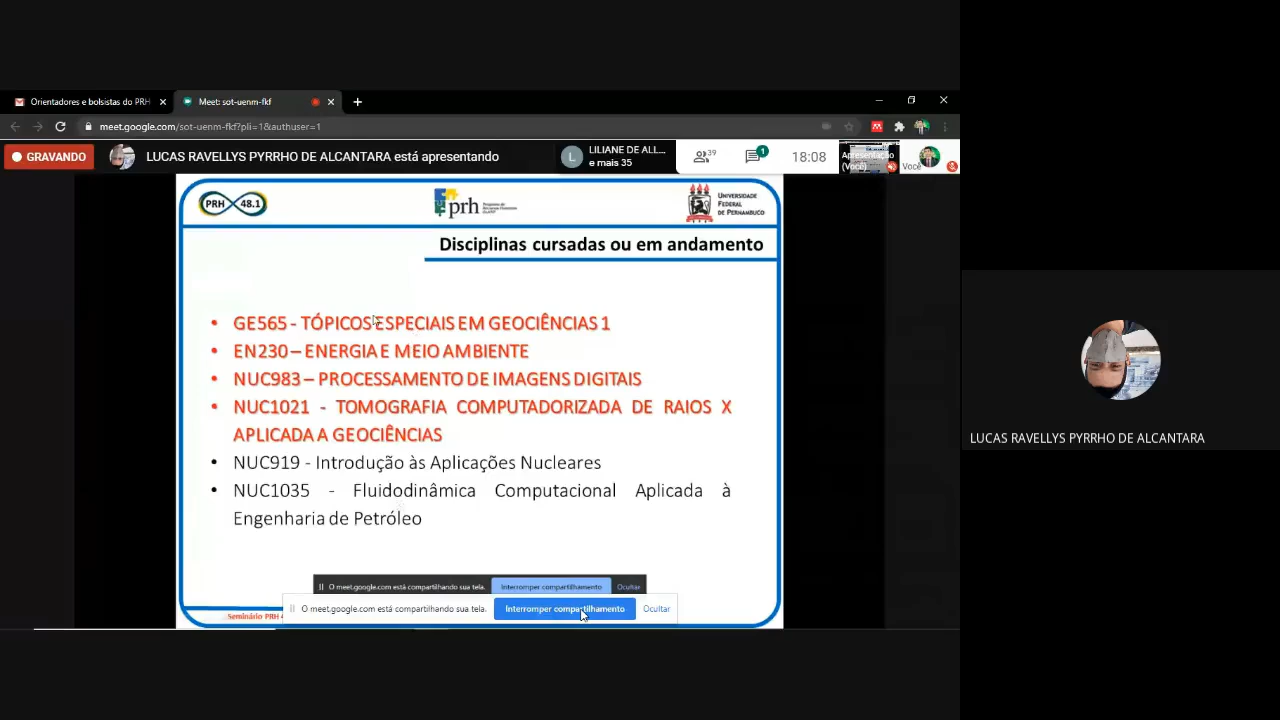 Orientadores e bolsistas do PRH
Meet: sot-uenm-fkf
meet.google.com/sot-uenm-fkf?pli=1&authuser=1
GRAVANDO
LUCAS RAVELLYS PYRRHO DE ALCANTARA está apresentando
L
LILIANE DE ALL...
e mais 35
39
1
18:08
Apresentação
(Você)
Você
PRH 48.1
prh
UNIVERSIDADE
FEDERAL
DE PERNAMBUCO
Disciplinas cursadas ou em andamento
• GE565 - TÓPICOS ESPECIAIS EM GEOCIÊNCIAS 1
• EN230 – ENERGIA E MEIO AMBIENTE
• NUC983 – PROCESSAMENTO DE IMAGENS DIGITAIS
• NUC1021 - TOMOGRAFIA COMPUTADORIZADA DE RAIOS X
APLICADA A GEOCIÊNCIAS
• NUC919 - Introdução às Aplicações Nucleares
• NUC1035 - Fluidodinâmica Computacional Aplicada à
Engenharia de Petróleo
O meet.google.com está compartilhando sua tela. Interromper compartilhamento Ocultar
O meet.google.com está compartilhando sua tela. Interromper compartilhamento Ocultar
Seminário PRH
LUCAS RAVELLYS PYRRHO DE ALCANTARA